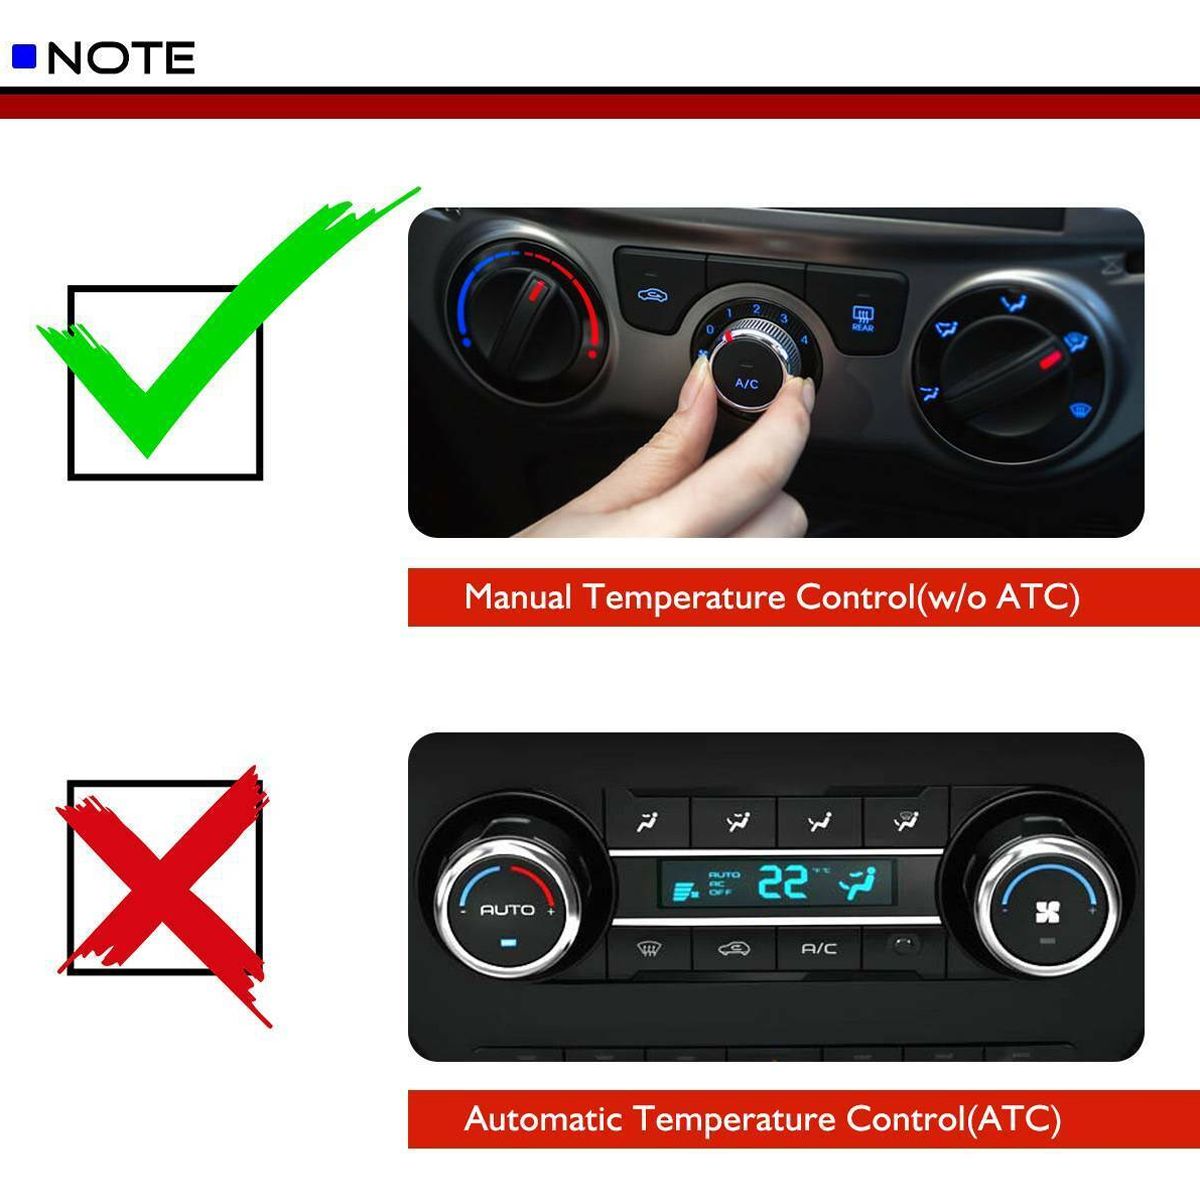 NOTE
0 1 2 3 4
A/C
REAR
Manual Temperature Control(w/o ATC)
AUTO
AC
OFF
22
°F°C
- AUTO +
- +
A/C
Automatic Temperature Control(ATC)